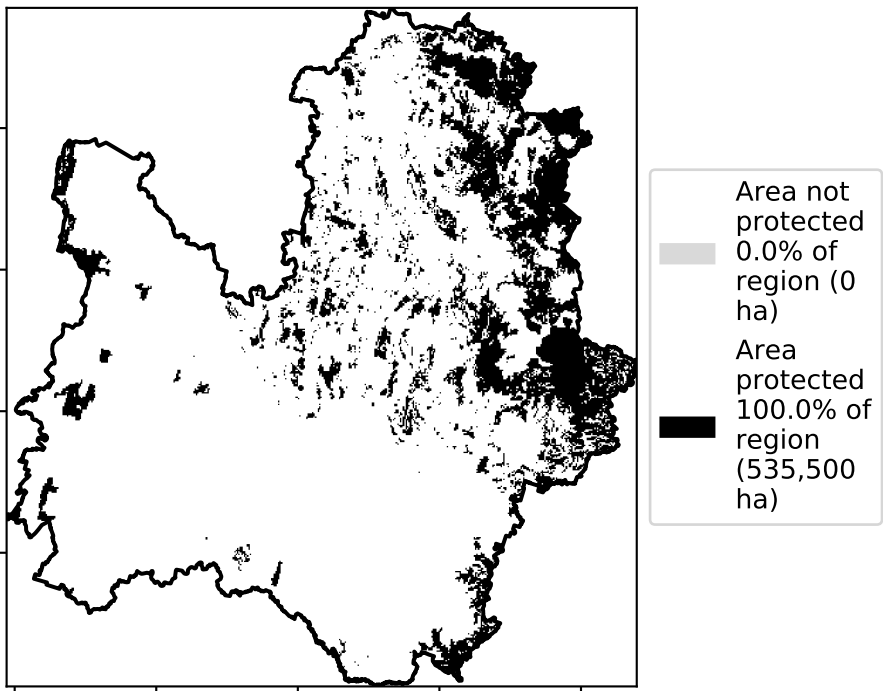 Area not
protected
0.0% of
region (0
ha)
Area
protected
100.0% of
region
(535,500
ha)